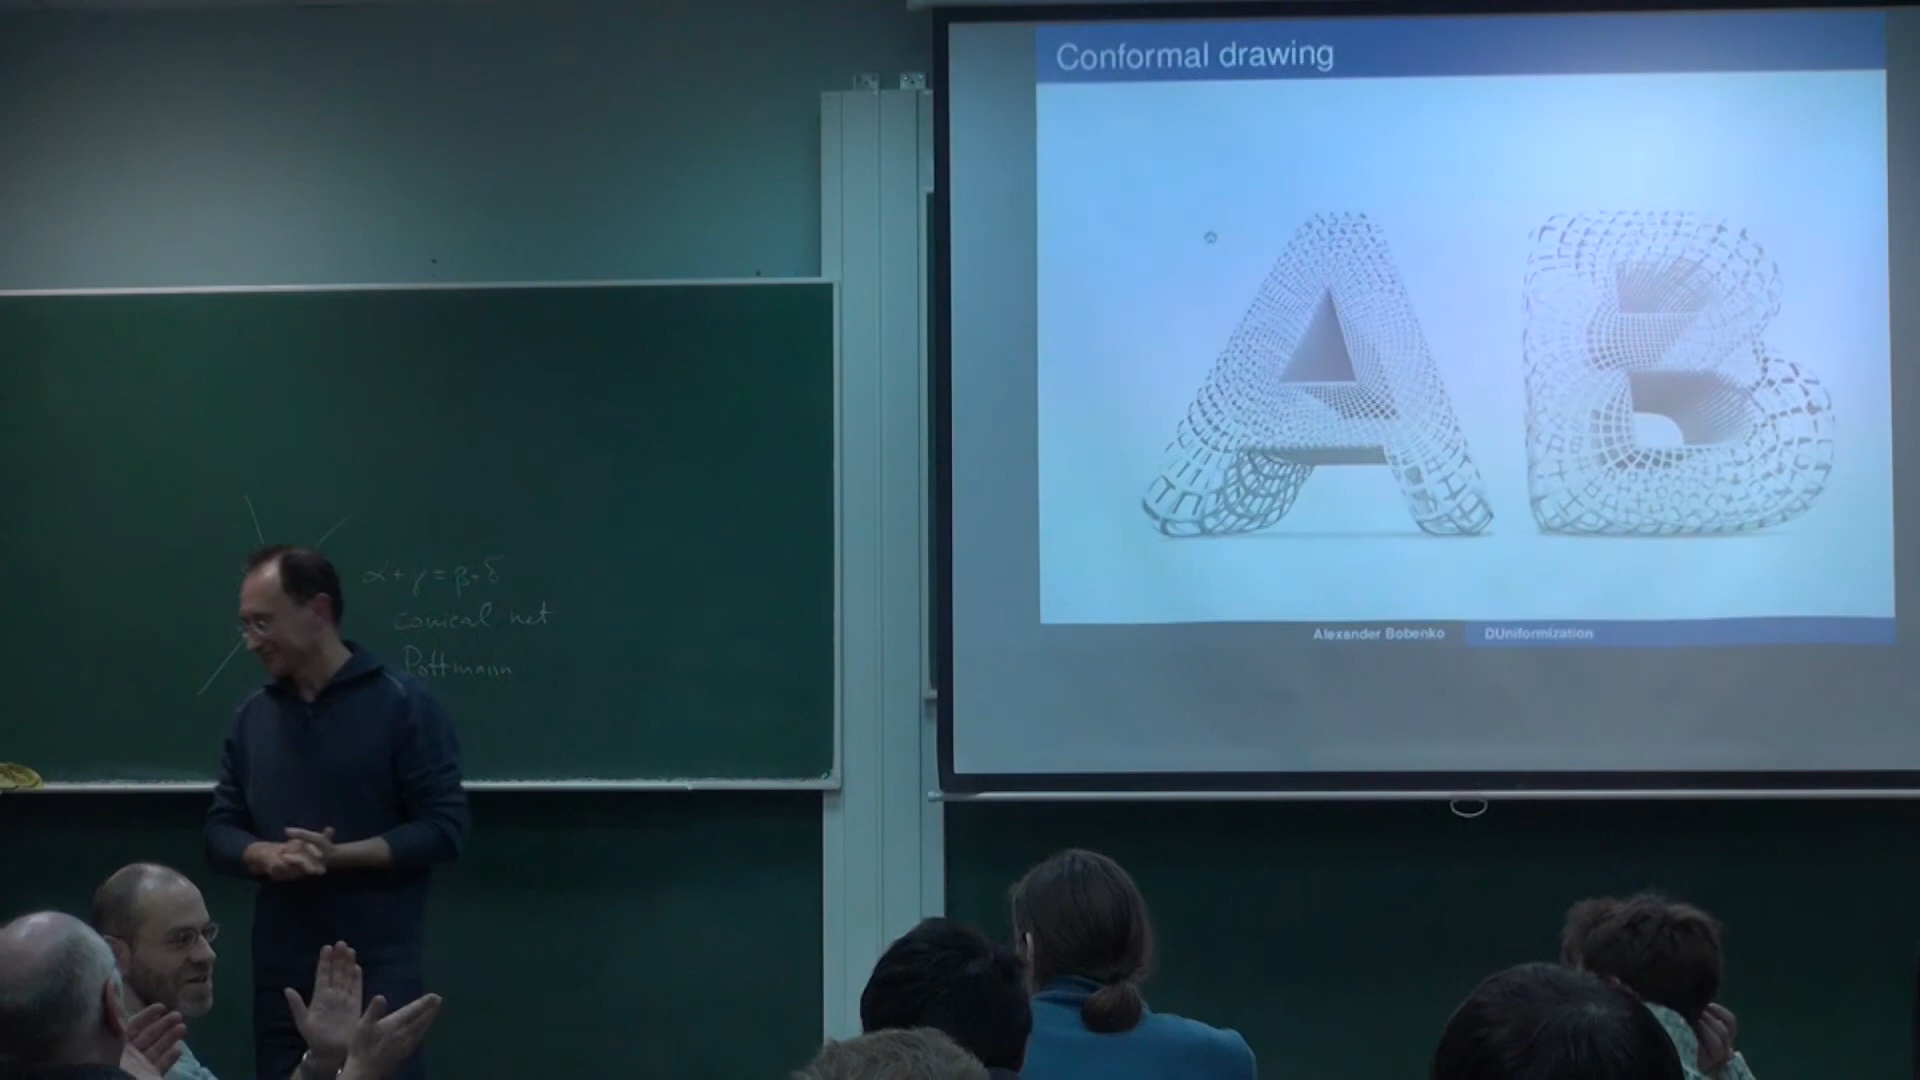 Conformal drawing
AB
Alexander Bobenko DUniformization
α + γ = β + δ
conical net
Pottmann